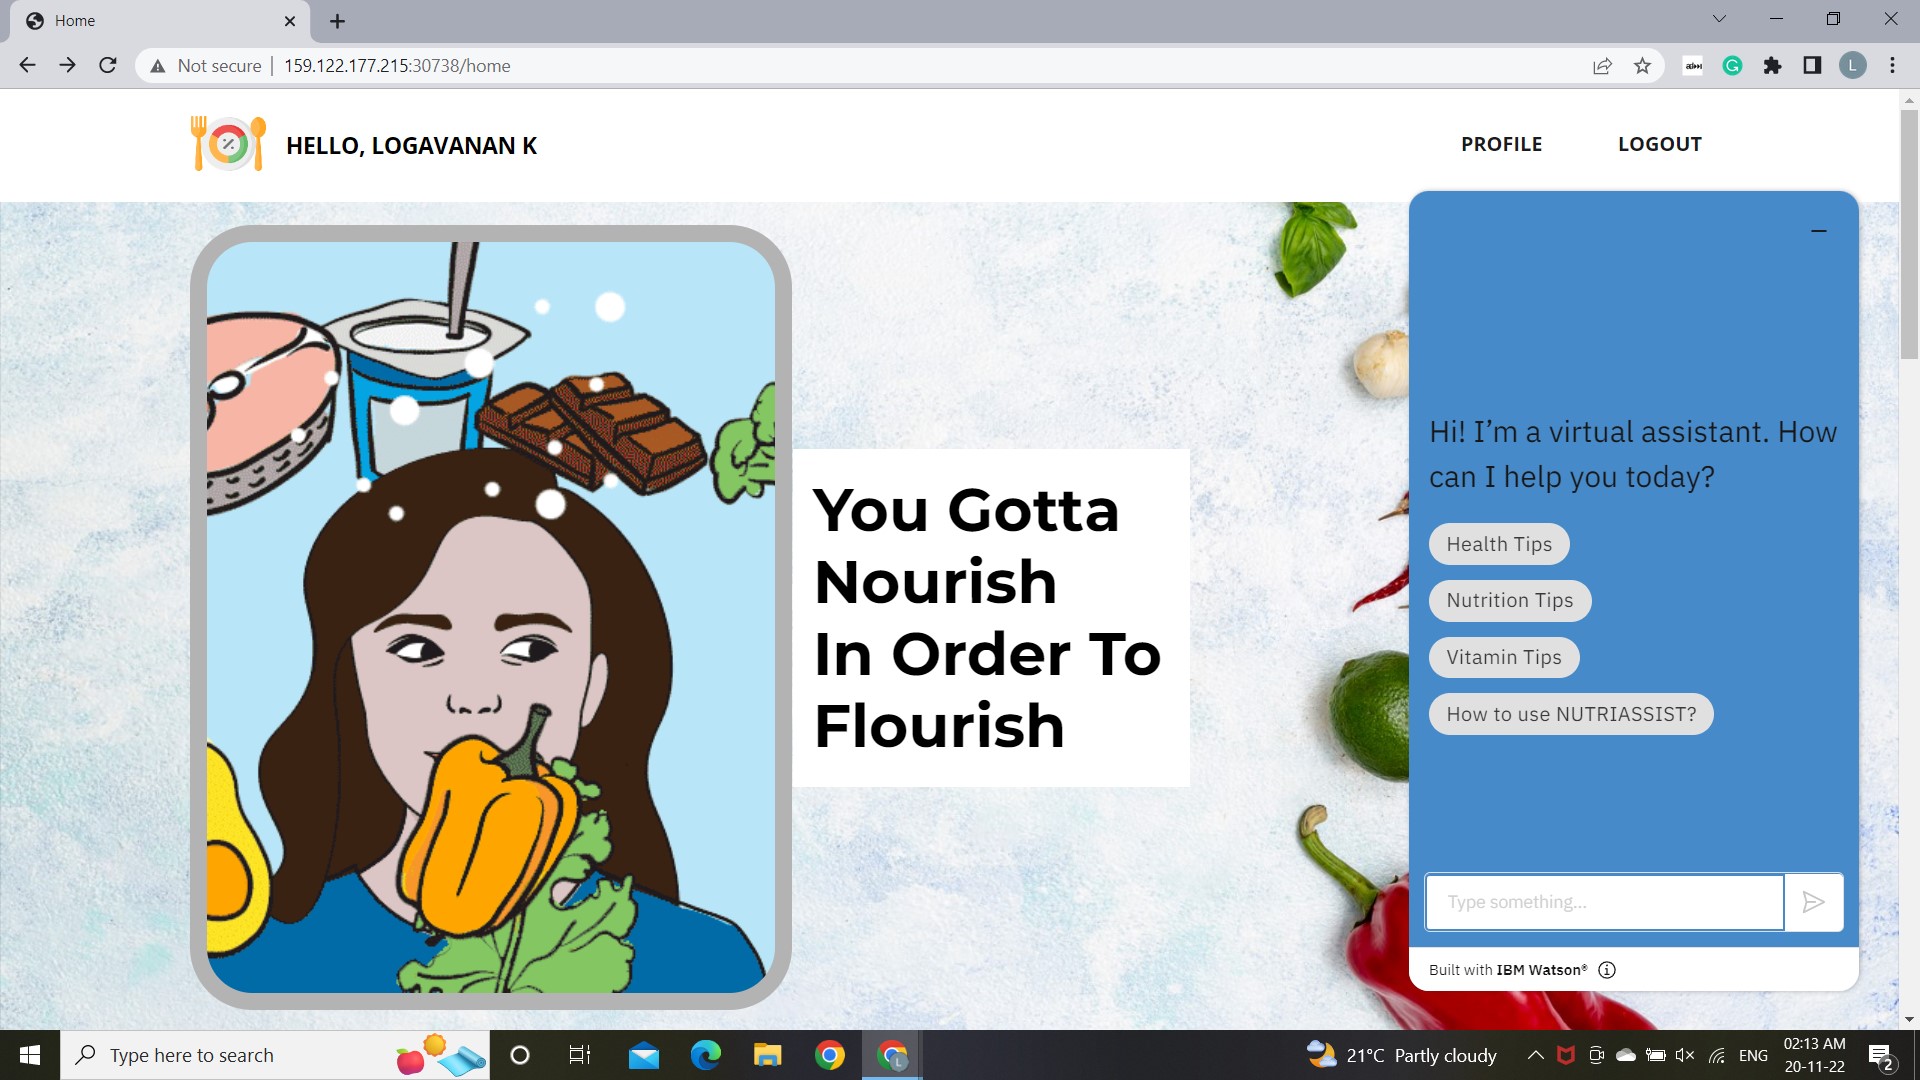 Home
Not secure
159.122.177.215:30738/home
L
HELLO, LOGAVANAN K
PROFILE
LOGOUT
You Gotta
Nourish
In Order To
Flourish
Hi! I’m a virtual assistant. How
can I help you today?
Health Tips
Nutrition Tips
Vitamin Tips
How to use NUTRIASSIST?
Type something...
Built with IBM Watson®
Type here to search
L
21°C Partly cloudy
ENG
02:13 AM
20-11-22
2